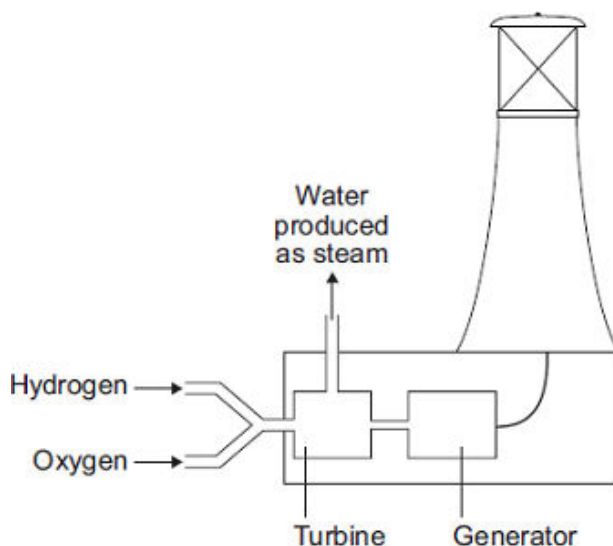 Water
produced
as steam
Hydrogen
Oxygen
Turbine
Generator